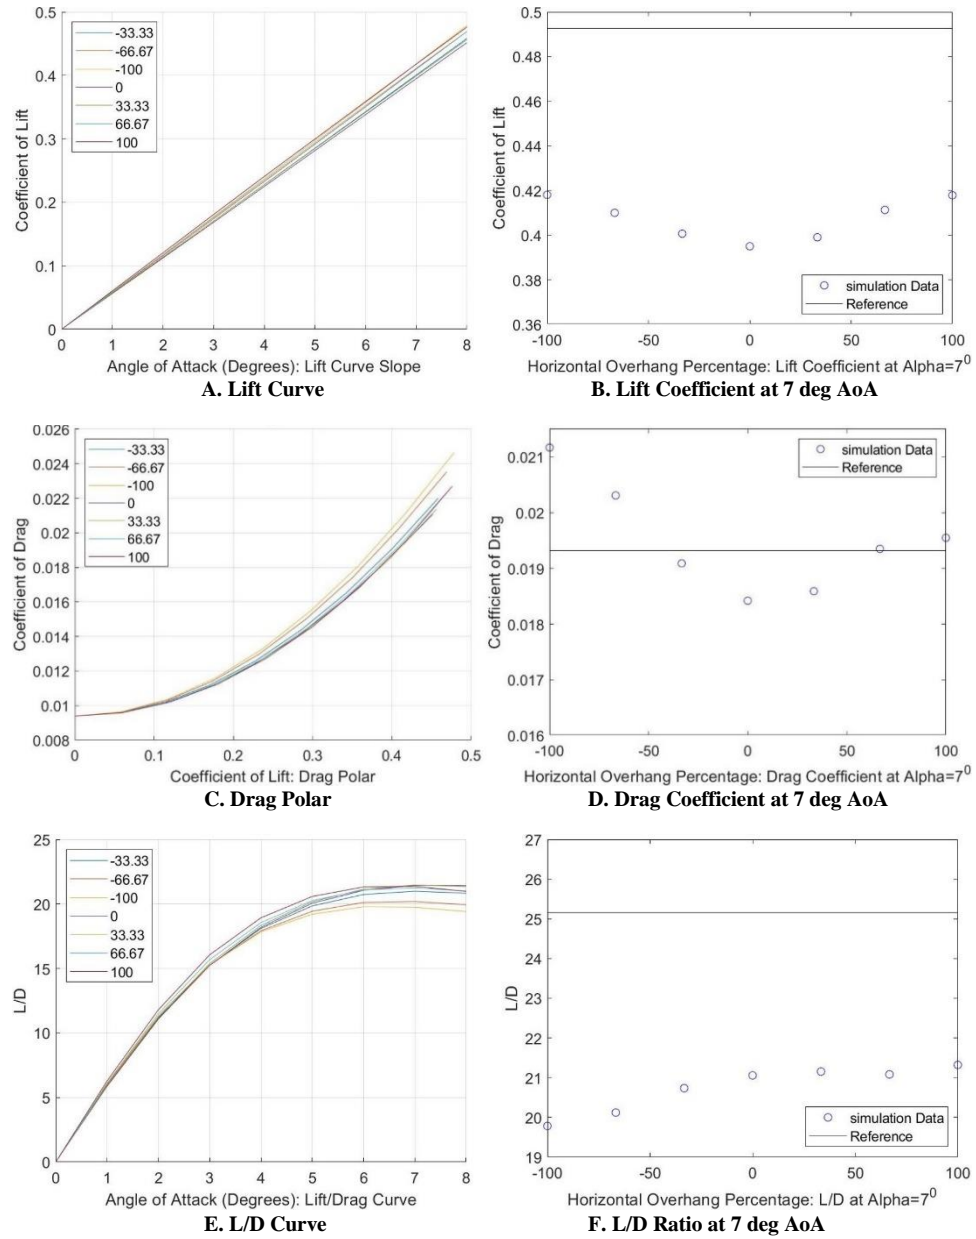 0.5
0.4
0.3
0.2
0.1
0
Coefficient of Lift
-33.33
-66.67
-100
0
33.33
66.67
100
0 1 2 3 4 5 6 7 8
Angle of Attack (Degrees): Lift Curve Slope
A. Lift Curve
0.5
0.48
0.46
0.44
0.42
0.4
0.38
0.36
Coefficient of Lift
simulation Data
Reference
-100 -50 0 50 100
Horizontal Overhang Percentage: Lift Coefficient at Alpha=7⁰
B. Lift Coefficient at 7 deg AoA
0.026
0.024
0.022
0.02
0.018
0.016
0.014
0.012
0.01
0.008
Coefficient of Drag
-33.33
-66.67
-100
0
33.33
66.67
100
0 0.1 0.2 0.3 0.4 0.5
Coefficient of Lift: Drag Polar
C. Drag Polar
0.021
0.02
0.019
0.018
0.017
0.016
Coefficient of Drag
simulation Data
Reference
-100 -50 0 50 100
Horizontal Overhang Percentage: Drag Coefficient at Alpha=7⁰
D. Drag Coefficient at 7 deg AoA
25
20
15
10
5
0
L/D
-33.33
-66.67
-100
0
33.33
66.67
100
0 1 2 3 4 5 6 7 8
Angle of Attack (Degrees): Lift/Drag Curve
E. L/D Curve
27
26
25
24
23
22
21
20
19
L/D
simulation Data
Reference
-100 -50 0 50 100
Horizontal Overhang Percentage: L/D at Alpha=7⁰
F. L/D Ratio at 7 deg AoA